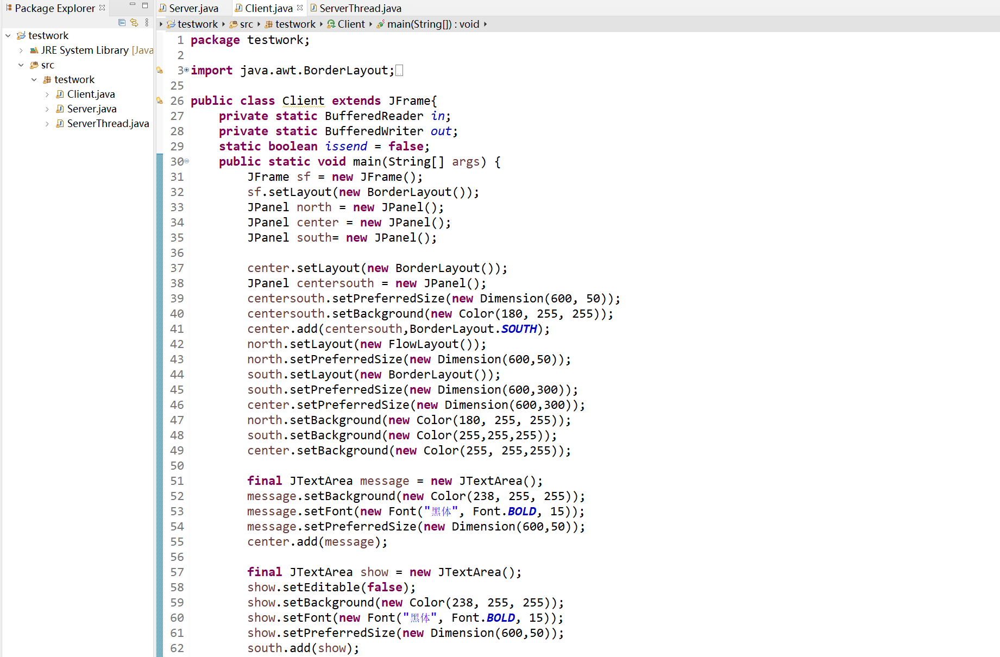 Package Explorer
testwork
JRE System Library [Java
src
testwork
Client.java
Server.java
ServerThread.java
Server.java
Client.java
ServerThread.java
testwork
src
testwork
Client
main(String[]) : void
1 package testwork;
2
3 import java.awt.BorderLayout;
25
26 public class Client extends JFrame{
27     private static BufferedReader in;
28     private static BufferedWriter out;
29     static boolean issend = false;
30     public static void main(String[] args) {
31         JFrame sf = new JFrame();
32         sf.setLayout(new BorderLayout());
33         JPanel north = new JPanel();
34         JPanel center = new JPanel();
35         JPanel south= new JPanel();
36
37         center.setLayout(new BorderLayout());
38         JPanel centersouth = new JPanel();
39         centersouth.setPreferredSize(new Dimension(600, 50));
40         centersouth.setBackground(new Color(180, 255, 255));
41         center.add(centersouth,BorderLayout.SOUTH);
42         north.setLayout(new FlowLayout());
43         north.setPreferredSize(new Dimension(600,50));
44         south.setLayout(new BorderLayout());
45         south.setPreferredSize(new Dimension(600,300));
46         center.setPreferredSize(new Dimension(600,300));
47         north.setBackground(new Color(180, 255, 255));
48         south.setBackground(new Color(255,255,255));
49         center.setBackground(new Color(255, 255,255));
50
51         final JTextArea message = new JTextArea();
52         message.setBackground(new Color(238, 255, 255));
53         message.setFont(new Font("黑体", Font.BOLD, 15));
54         message.setPreferredSize(new Dimension(600,50));
55         center.add(message);
56
57         final JTextArea show = new JTextArea();
58         show.setEditable(false);
59         show.setBackground(new Color(238, 255, 255));
60         show.setFont(new Font("黑体", Font.BOLD, 15));
61         show.setPreferredSize(new Dimension(600,50));
62         south.add(show);